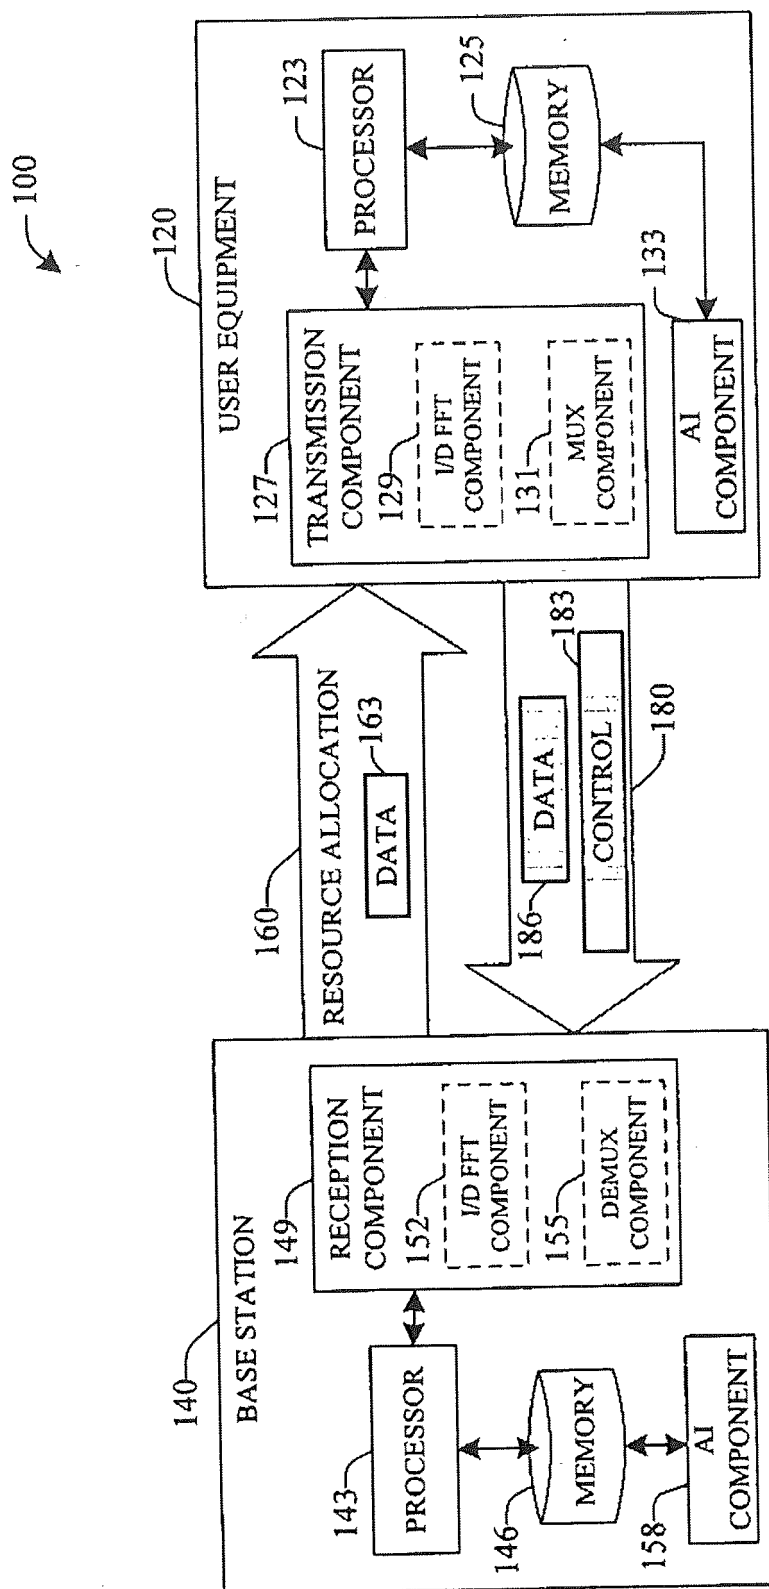 100
140
BASE STATION
149
RECEPTION
COMPONENT
152
I/D FFT
COMPONENT
155
DEMUX
COMPONENT
143
PROCESSOR
146
MEMORY
158
AI
COMPONENT
160
RESOURCE ALLOCATION
DATA
163
186
DATA
183
CONTROL
180
120
USER EQUIPMENT
127
TRANSMISSION
COMPONENT
129
I/D FFT
COMPONENT
131
MUX
COMPONENT
123
PROCESSOR
125
MEMORY
133
AI
COMPONENT